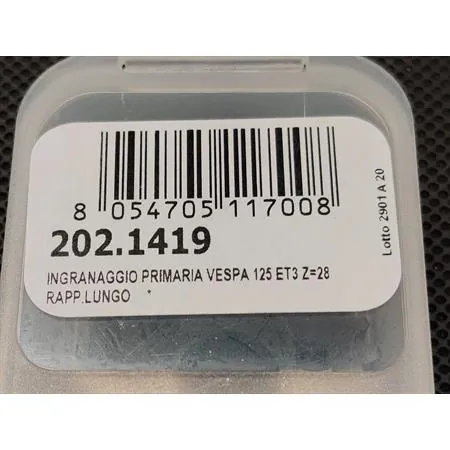 8 054705 117008
202.1419
INGRANAGGIO PRIMARIA VESPA 125 ET3 Z=28
RAPP.LUNGO *
Lotto 2901 A 20